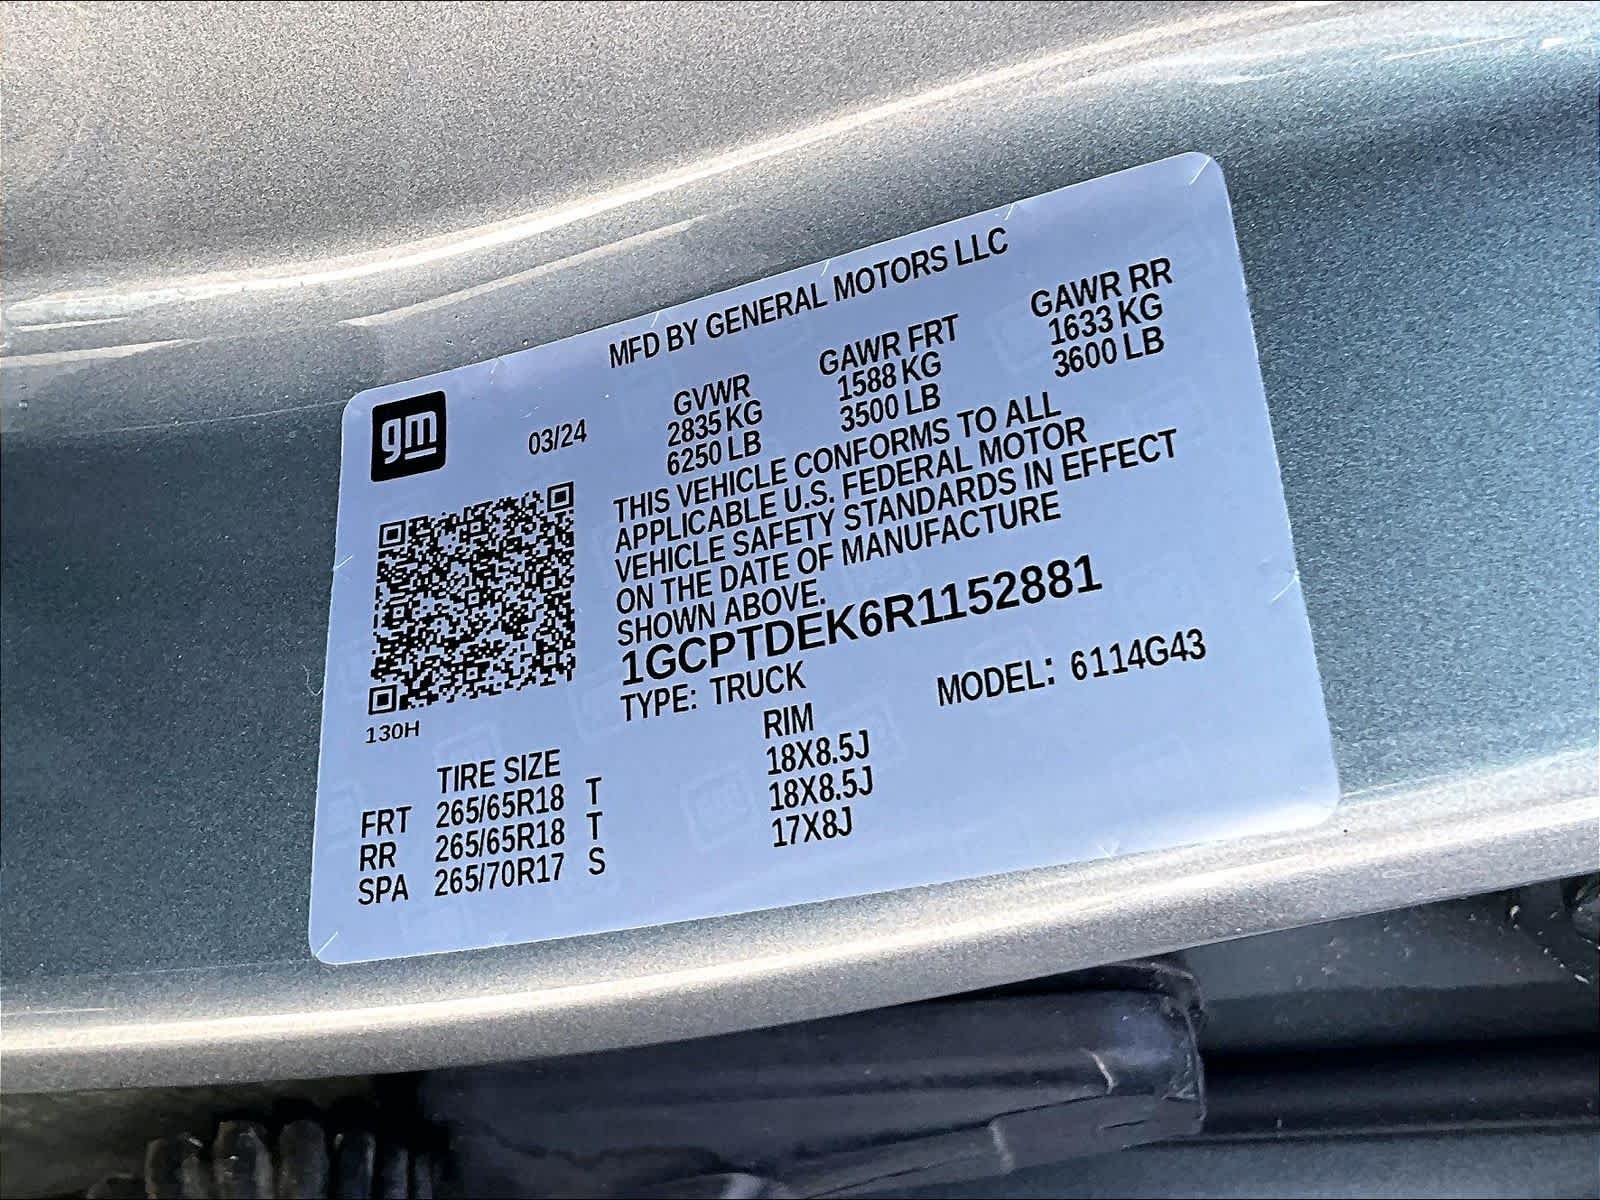 MFD BY GENERAL MOTORS LLC
gm
03/24
GVWR GAWR FRT GAWR RR
2835 KG 1588 KG 1633 KG
6250 LB 3500 LB 3600 LB
THIS VEHICLE CONFORMS TO ALL
APPLICABLE U.S. FEDERAL MOTOR
VEHICLE SAFETY STANDARDS IN EFFECT
ON THE DATE OF MANUFACTURE
SHOWN ABOVE.
1GCPTDEK6R1152881
TYPE: TRUCK MODEL: 6114G43
130H
TIRE SIZE RIM
FRT 265/65R18 T 18X8.5J
RR 265/65R18 T 18X8.5J
SPA 265/70R17 S 17X8J